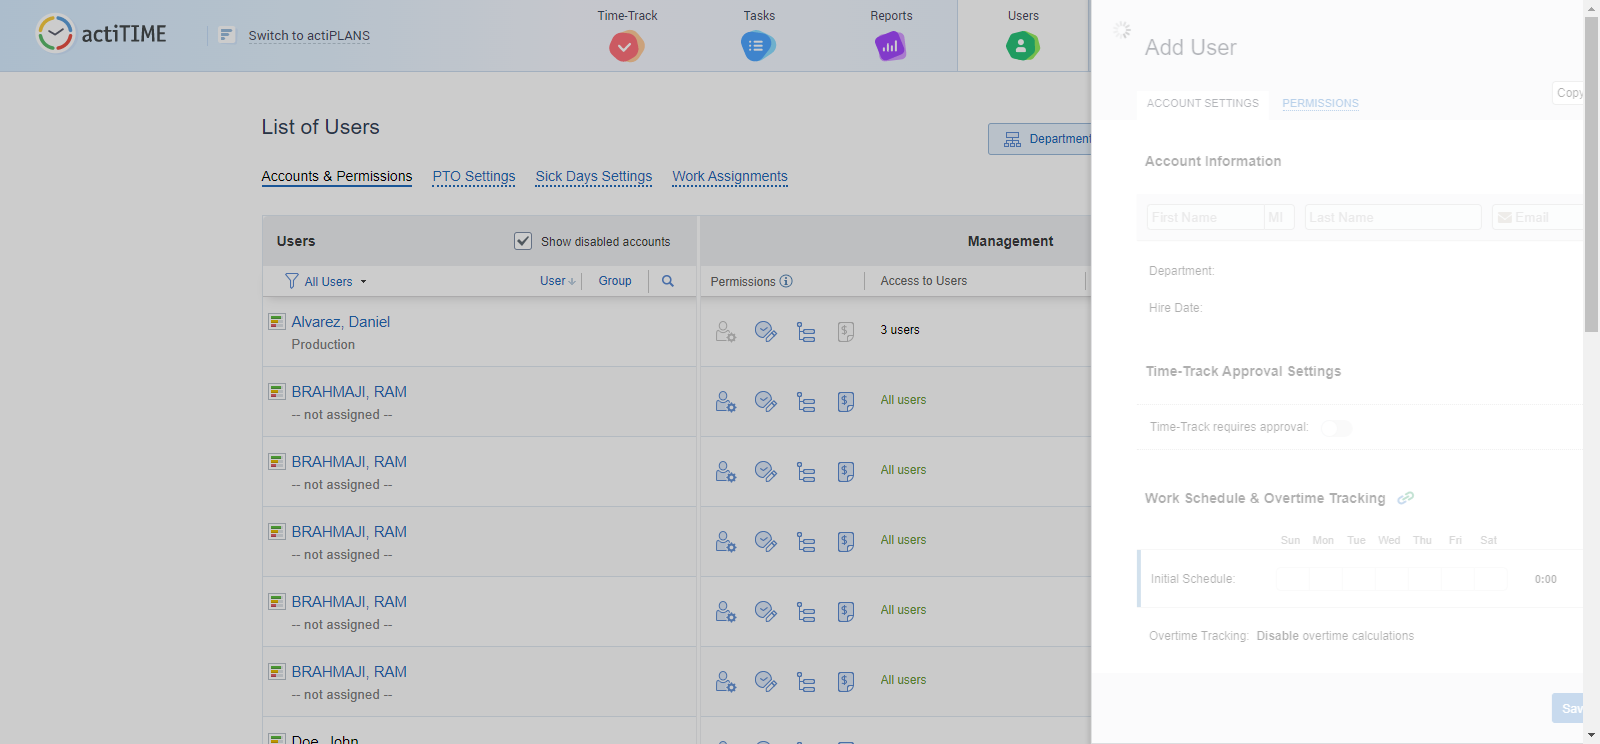 actiTIME
Switch to actiPLANS
Time-Track
Tasks
Reports
Users
Add User
Copy
ACCOUNT SETTINGS
PERMISSIONS
List of Users
Department
Account Information
Accounts & Permissions
PTO Settings
Sick Days Settings
Work Assignments
First Name
MI
Last Name
Email
Users
Show disabled accounts
Management
All Users
User
Group
Permissions
Access to Users
Department:
Hire Date:
Alvarez, Daniel
Production
3 users
Time-Track Approval Settings
BRAHMAJI, RAM
-- not assigned --
All users
Time-Track requires approval:
BRAHMAJI, RAM
-- not assigned --
All users
Work Schedule & Overtime Tracking
BRAHMAJI, RAM
-- not assigned --
All users
Sun Mon Tue Wed Thu Fri Sat
Initial Schedule:
0:00
BRAHMAJI, RAM
-- not assigned --
All users
Overtime Tracking: Disable overtime calculations
BRAHMAJI, RAM
-- not assigned --
All users
Sav
Doe, John